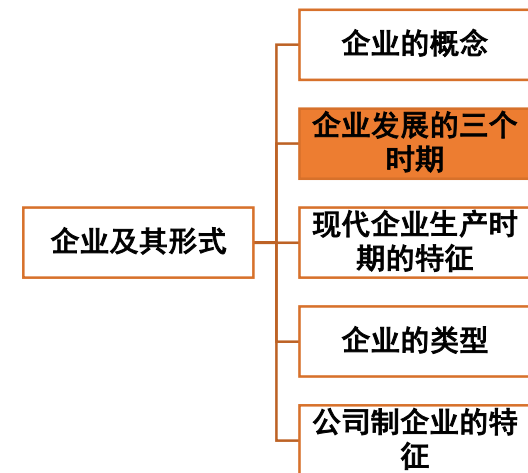 企业的概念
企业发展的三个
时期
企业及其形式
现代企业生产时
期的特征
企业的类型
公司制企业的特
征